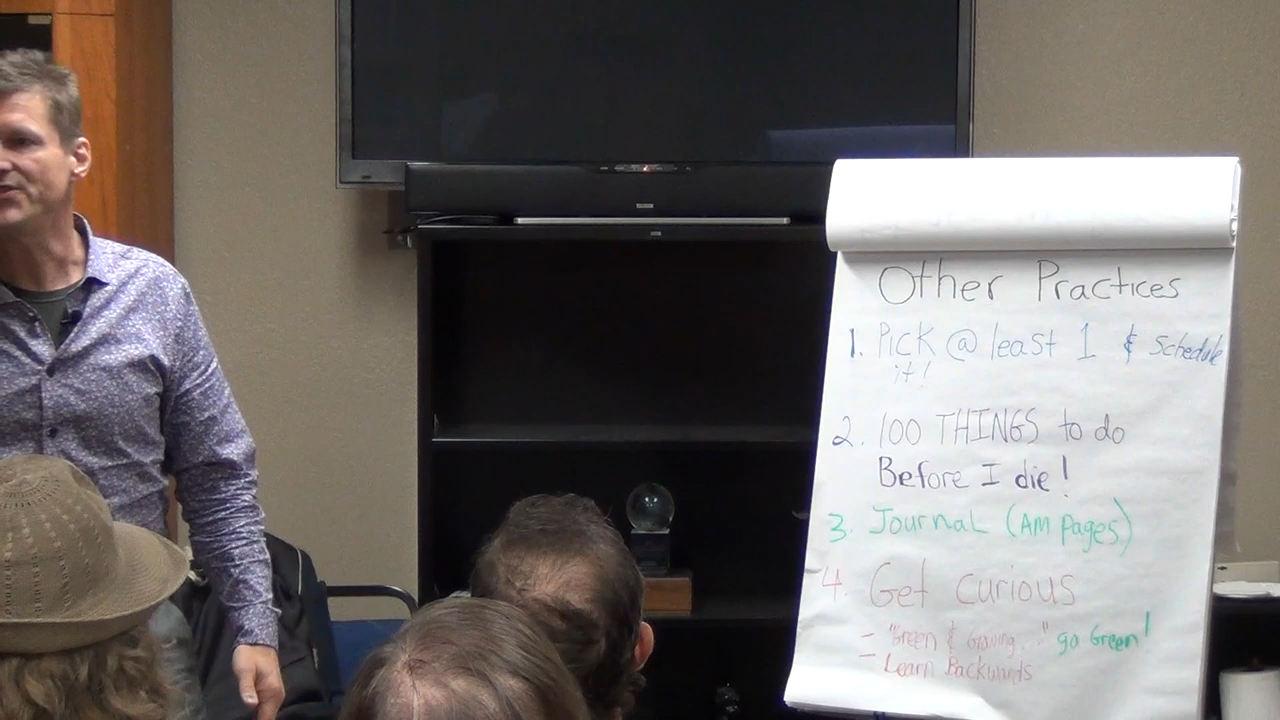 Other Practices
1. Pick @ least 1 & Schedule
it!
2. 100 THINGS to do
Before I die!
3. Journal (AM pages)
4. Get curious
- "Green & Growing..." go Green!
- Learn Backwards